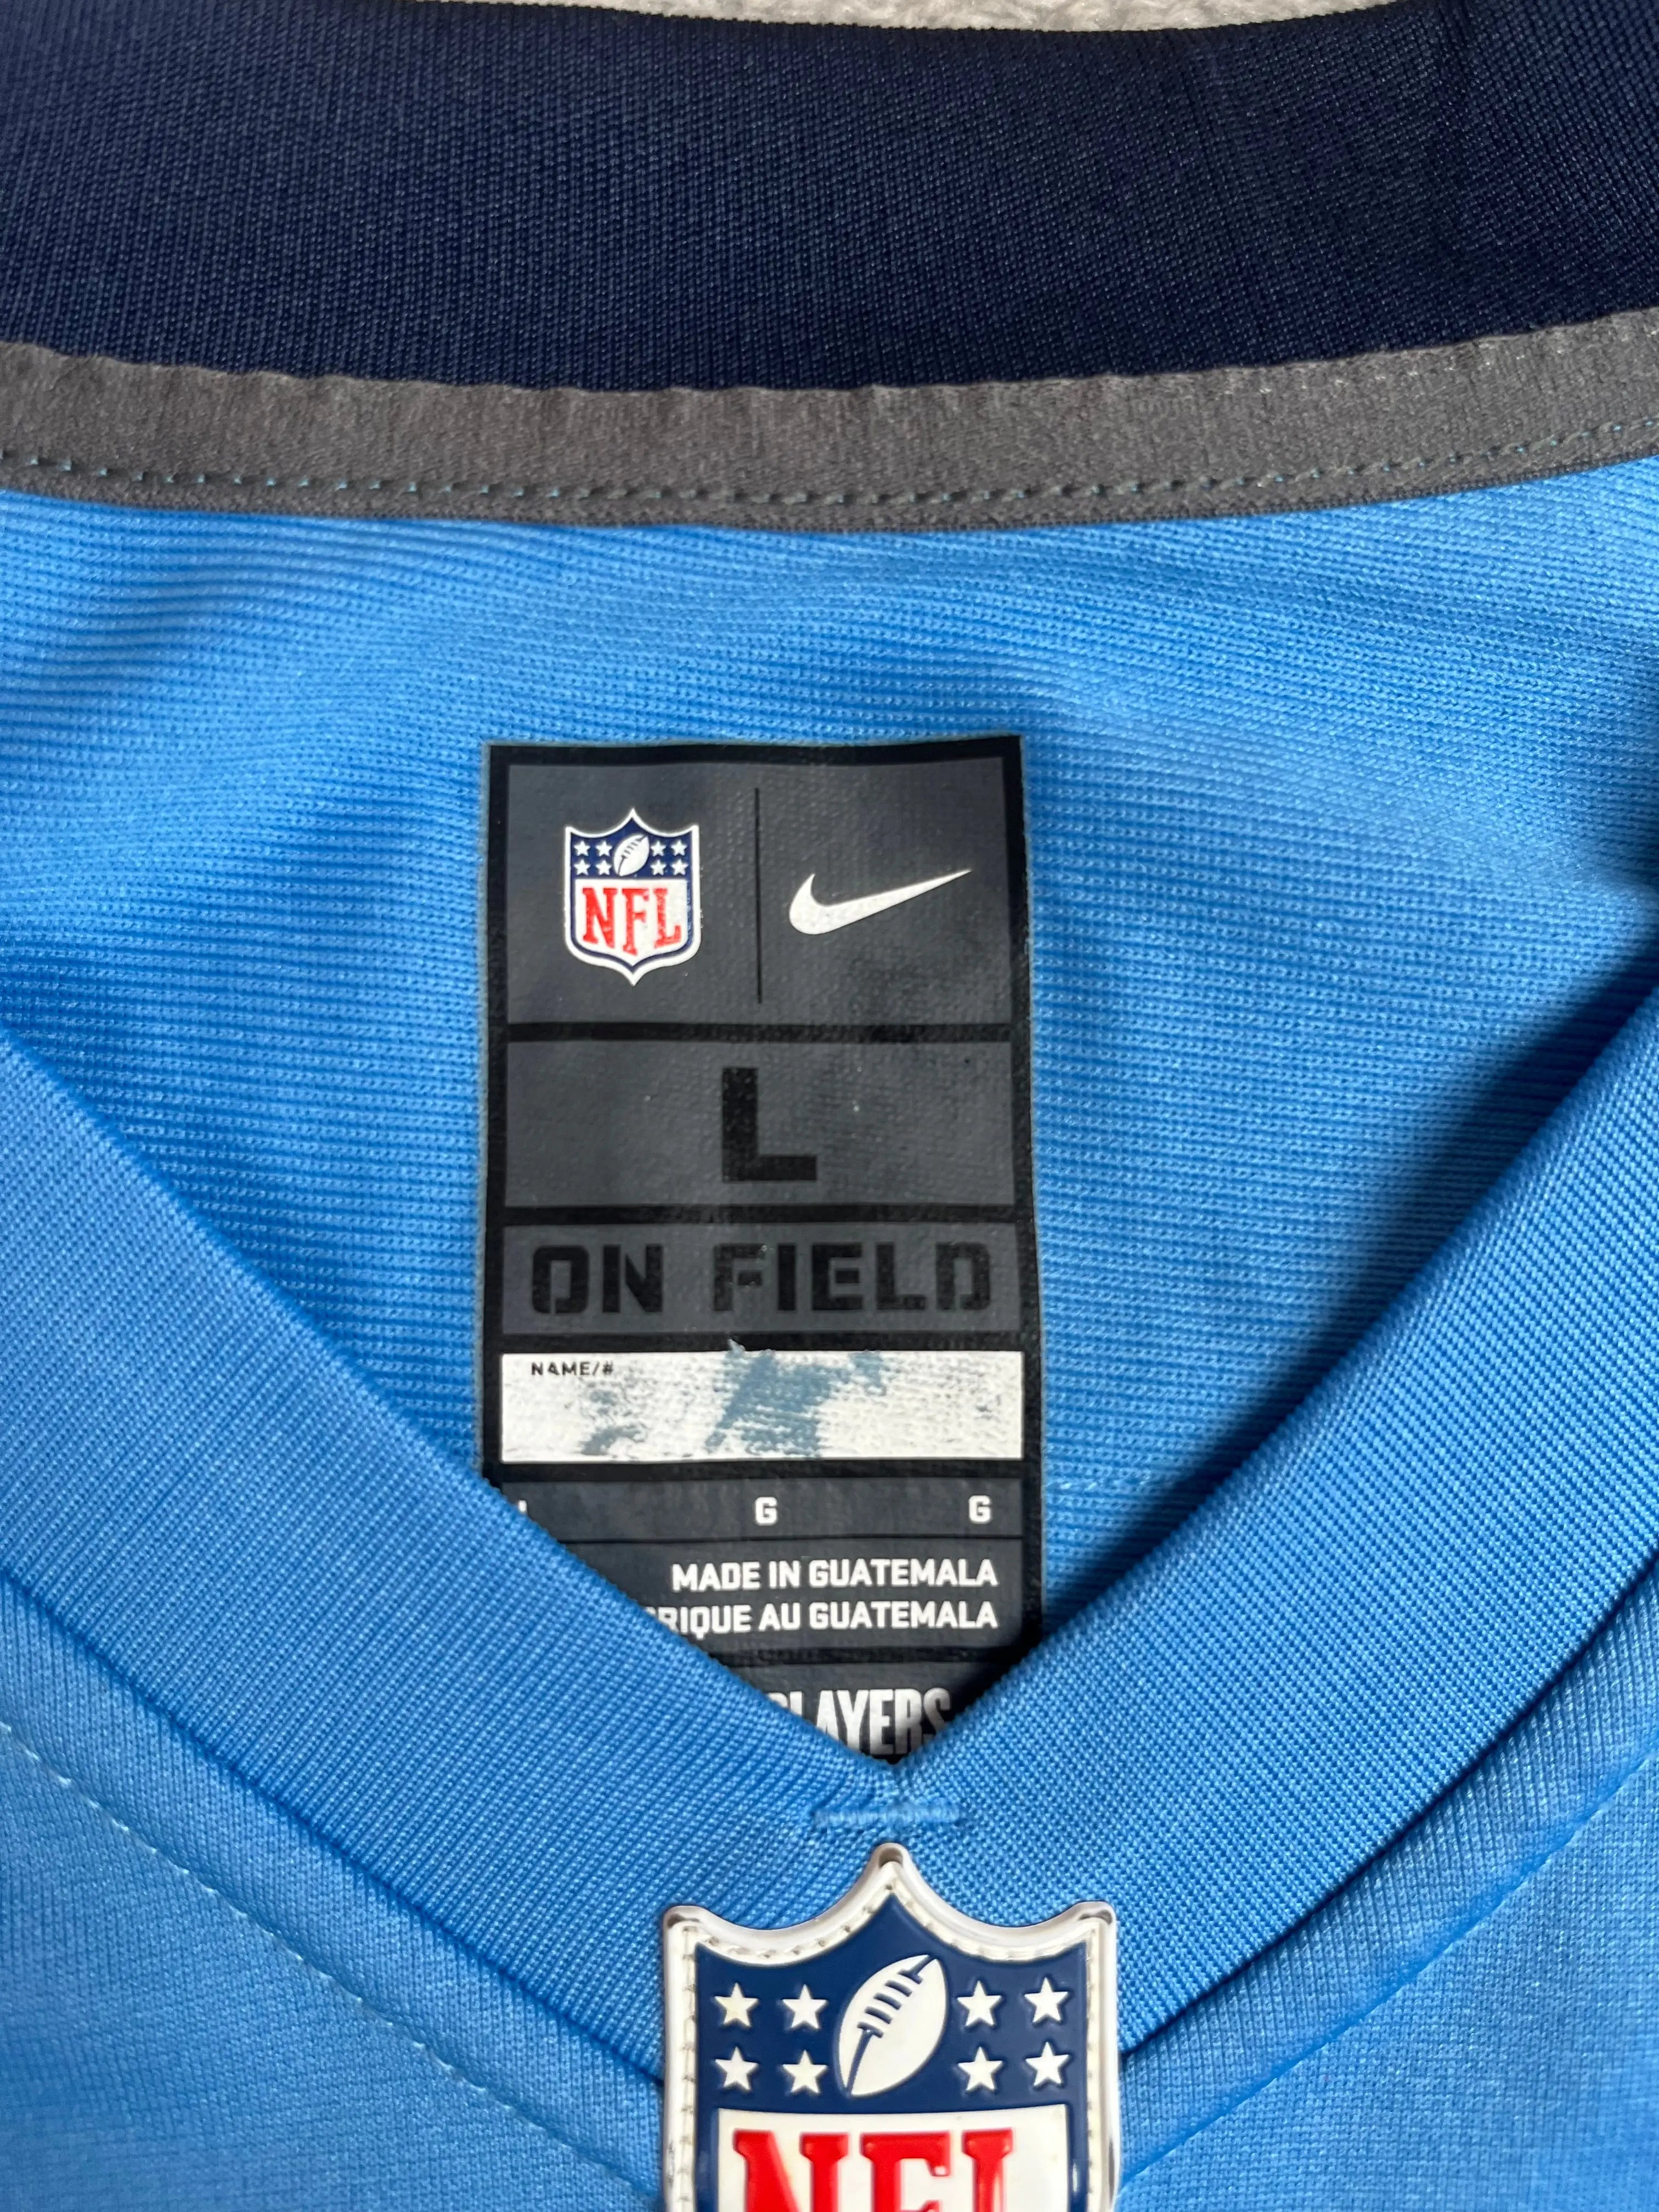 NFL
L
ON FIELD
NAME/#
G G
MADE IN GUATEMALA
AU GUATEMALA
NFL